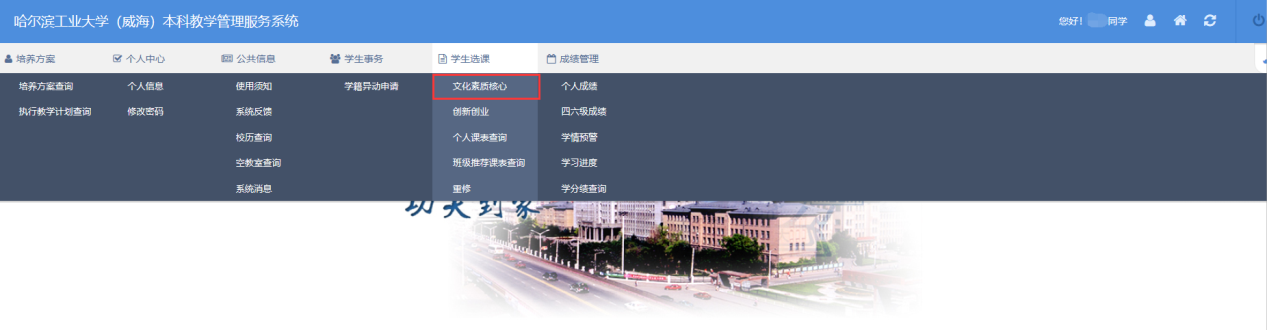 哈尔滨工业大学（威海）本科教学管理服务系统
您好！ 同学
培养方案 个人中心 公共信息 学生事务 学生选课 成绩管理
培养方案查询 个人信息 使用须知 学籍异动申请 文化素质核心 个人成绩
执行教学计划查询 修改密码 系统反馈 创新创业 四六级成绩
校历查询 个人课表查询 学情预警
空教室查询 班级推荐课表查询 学习进度
系统消息 重修 学分绩查询
功夫到家